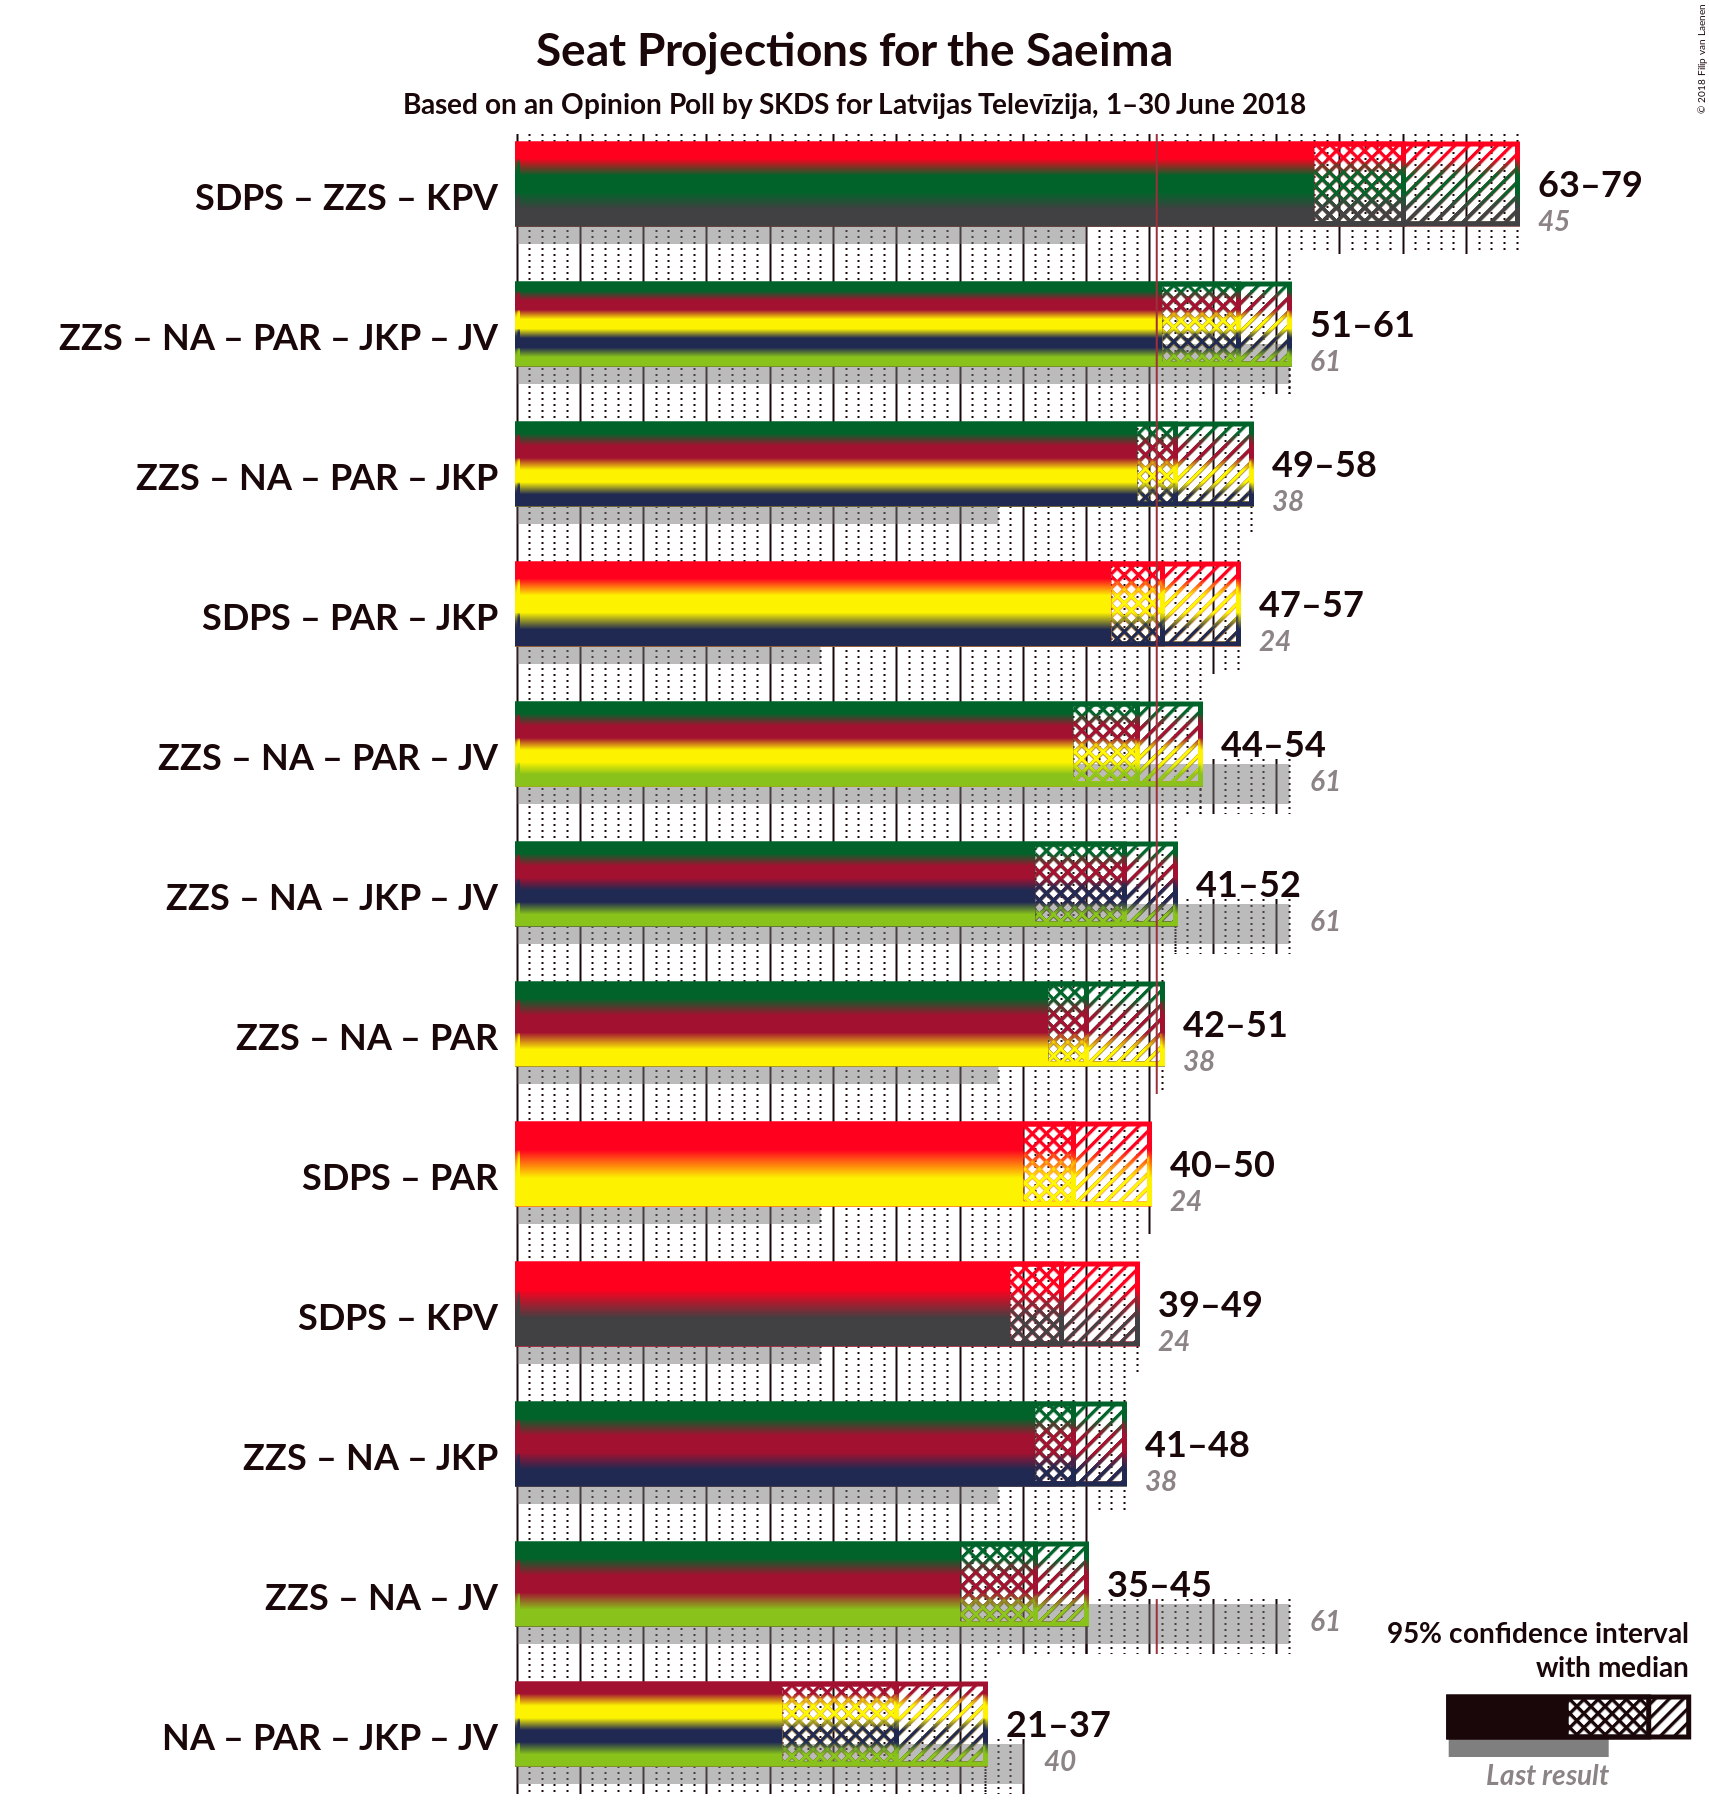 Seat Projections for the Saeima
Based on an Opinion Poll by SKDS for Latvijas Televīzija, 1–30 June 2018
© 2018 Filip van Laenen
SDPS – ZZS – KPV
63–79
45
ZZS – NA – PAR – JKP – JV
51–61
61
ZZS – NA – PAR – JKP
49–58
38
SDPS – PAR – JKP
47–57
24
ZZS – NA – PAR – JV
44–54
61
ZZS – NA – JKP – JV
41–52
61
ZZS – NA – PAR
42–51
38
SDPS – PAR
40–50
24
SDPS – KPV
39–49
24
ZZS – NA – JKP
41–48
38
ZZS – NA – JV
35–45
61
NA – PAR – JKP – JV
21–37
40
95% confidence interval
with median
Last result